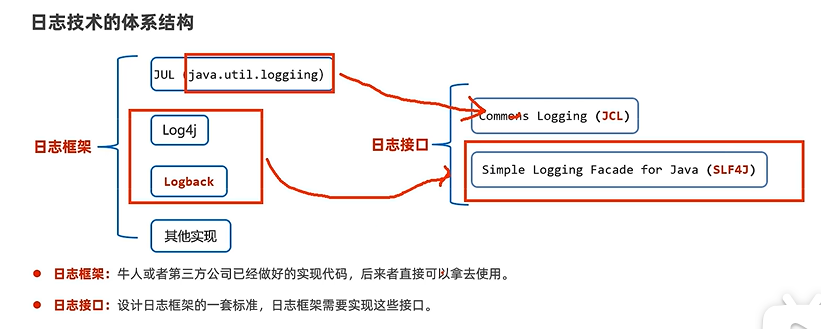 日志技术的体系结构
JUL (java.util.loggiing)
Commons Logging (JCL)
Log4j
日志框架
日志接口
Simple Logging Facade for Java (SLF4J)
Logback
其他实现
日志框架：牛人或者第三方公司已经做好的实现代码，后来者直接可以拿去使用。
日志接口：设计日志框架的一套标准，日志框架需要实现这些接口。